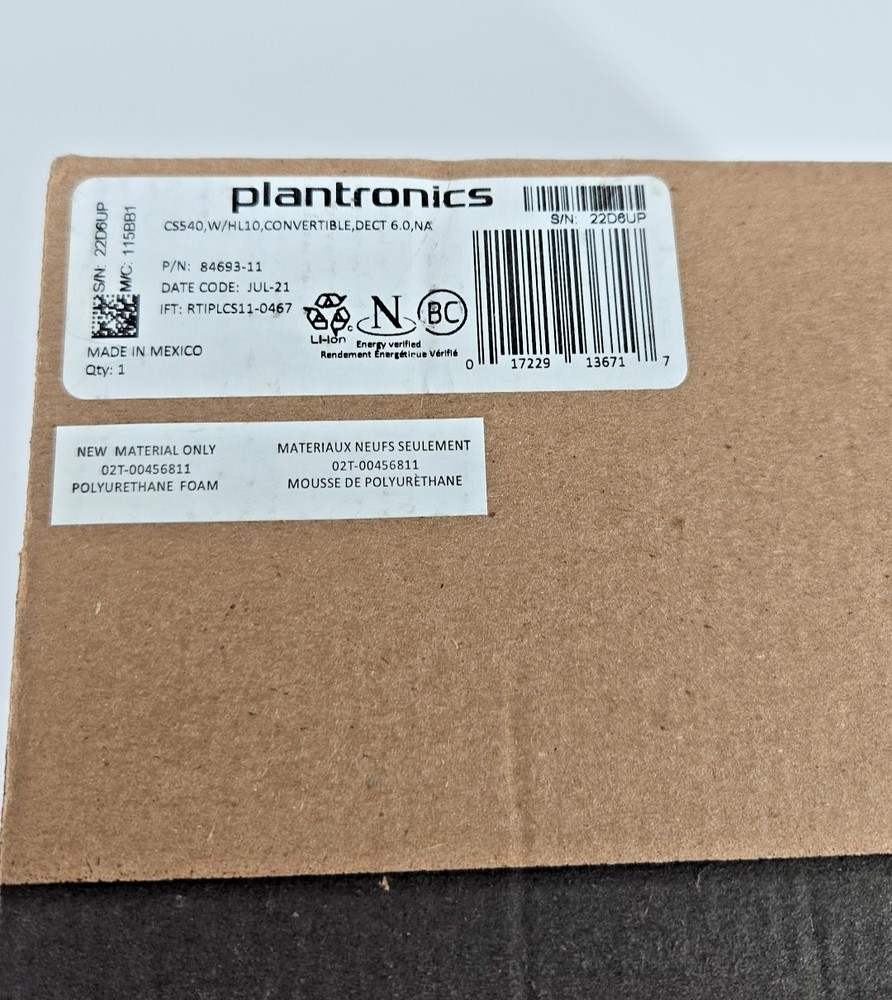 plantronics
S/N: 22D6UP
CS540,W/HL10,CONVERTIBLE,DECT 6.0,NA
S/N: 22D6UP
M/C: 115BB1
P/N: 84693-11
DATE CODE: JUL-21
IFT: RTIPLCS11-0467
Li-Ion
C
N
Energy verified
Rendement Énergétique Vérifié
BC
0 17229 13671 7
MADE IN MEXICO
Qty: 1
NEW MATERIAL ONLY
02T-00456811
POLYURETHANE FOAM
MATERIAUX NEUFS SEULEMENT
02T-00456811
MOUSSE DE POLYURÈTHANE